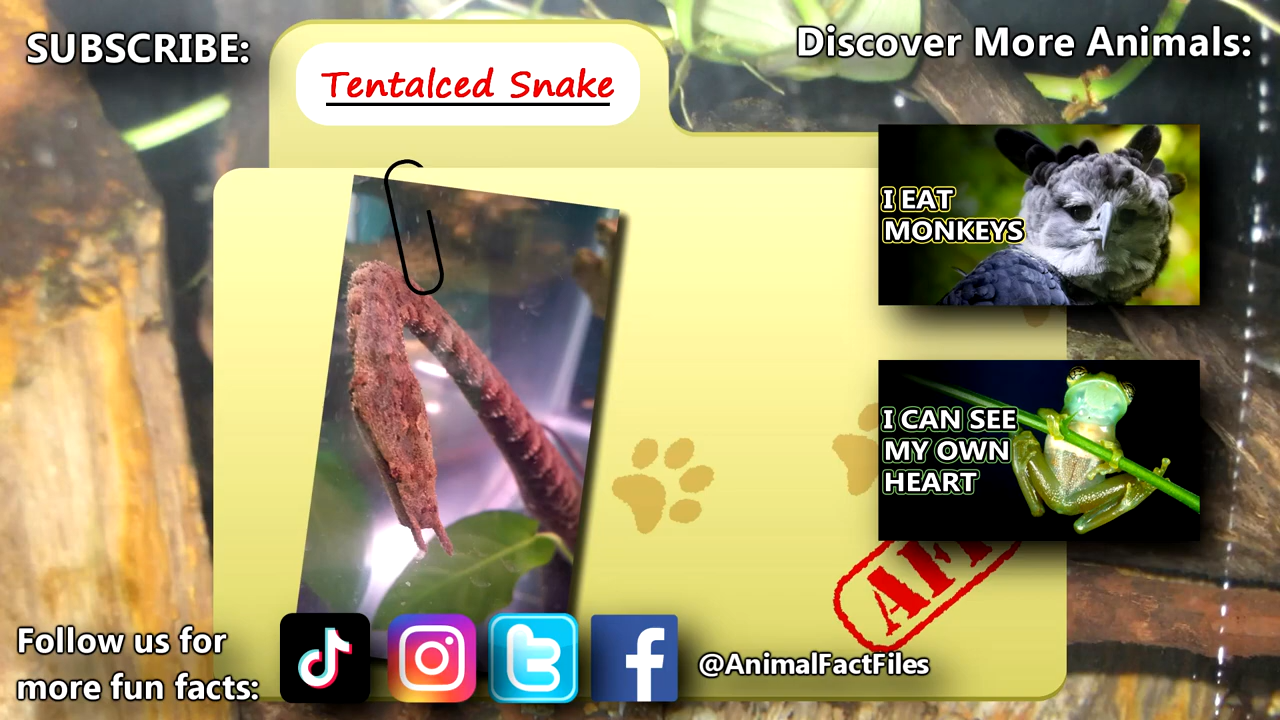 SUBSCRIBE:
Discover More Animals:
Tentalced Snake
I EAT
MONKEYS
I CAN SEE
MY OWN
HEART
Follow us for
more fun facts:
@AnimalFactFiles